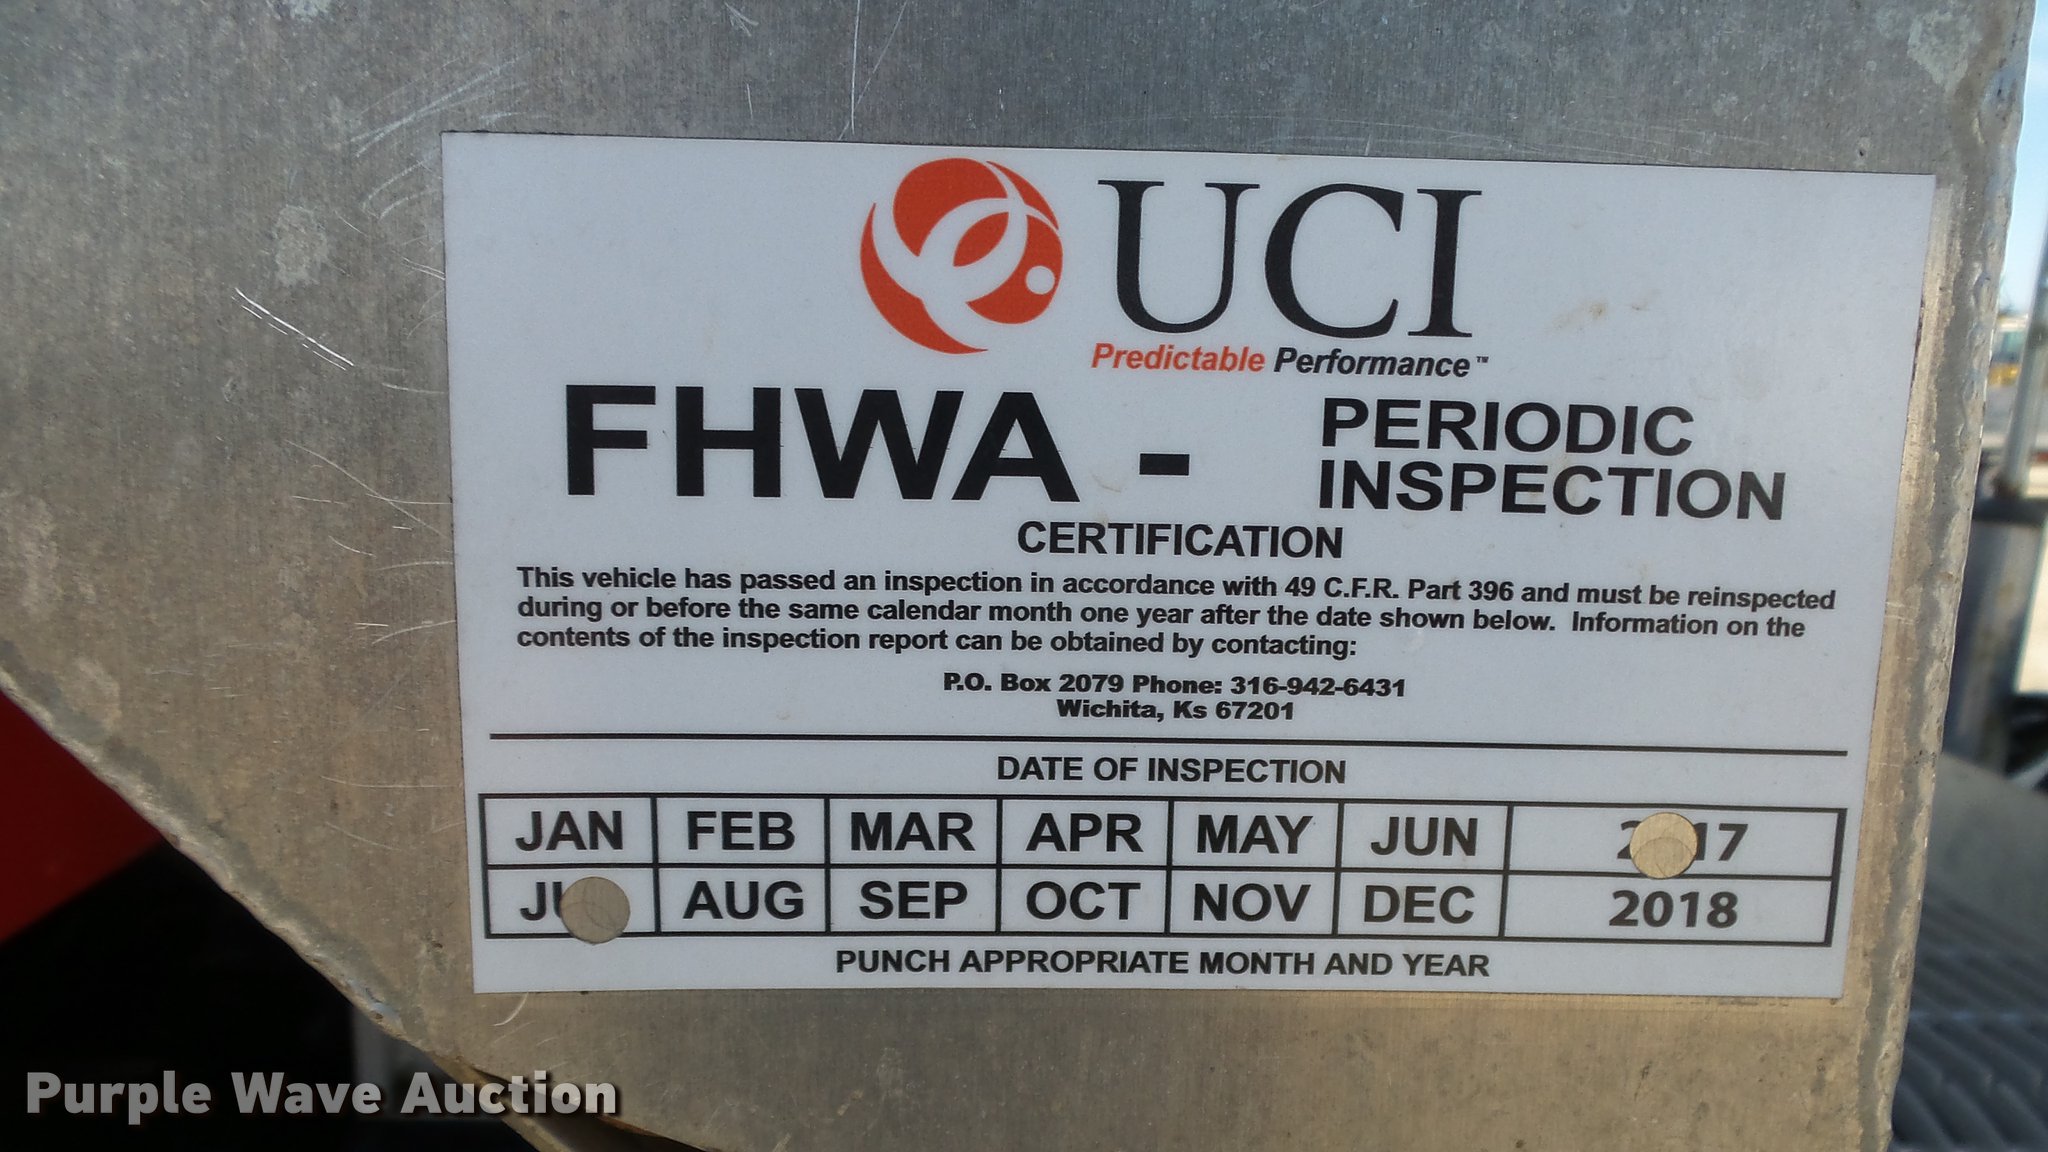 UCI
Predictable Performance™
FHWA - PERIODIC
INSPECTION
CERTIFICATION
This vehicle has passed an inspection in accordance with 49 C.F.R. Part 396 and must be reinspected
during or before the same calendar month one year after the date shown below. Information on the
contents of the inspection report can be obtained by contacting:
P.O. Box 2079 Phone: 316-942-6431
Wichita, Ks 67201
DATE OF INSPECTION
JAN FEB MAR APR MAY JUN
AUG SEP OCT NOV DEC 2018
PUNCH APPROPRIATE MONTH AND YEAR
Purple Wave Auction